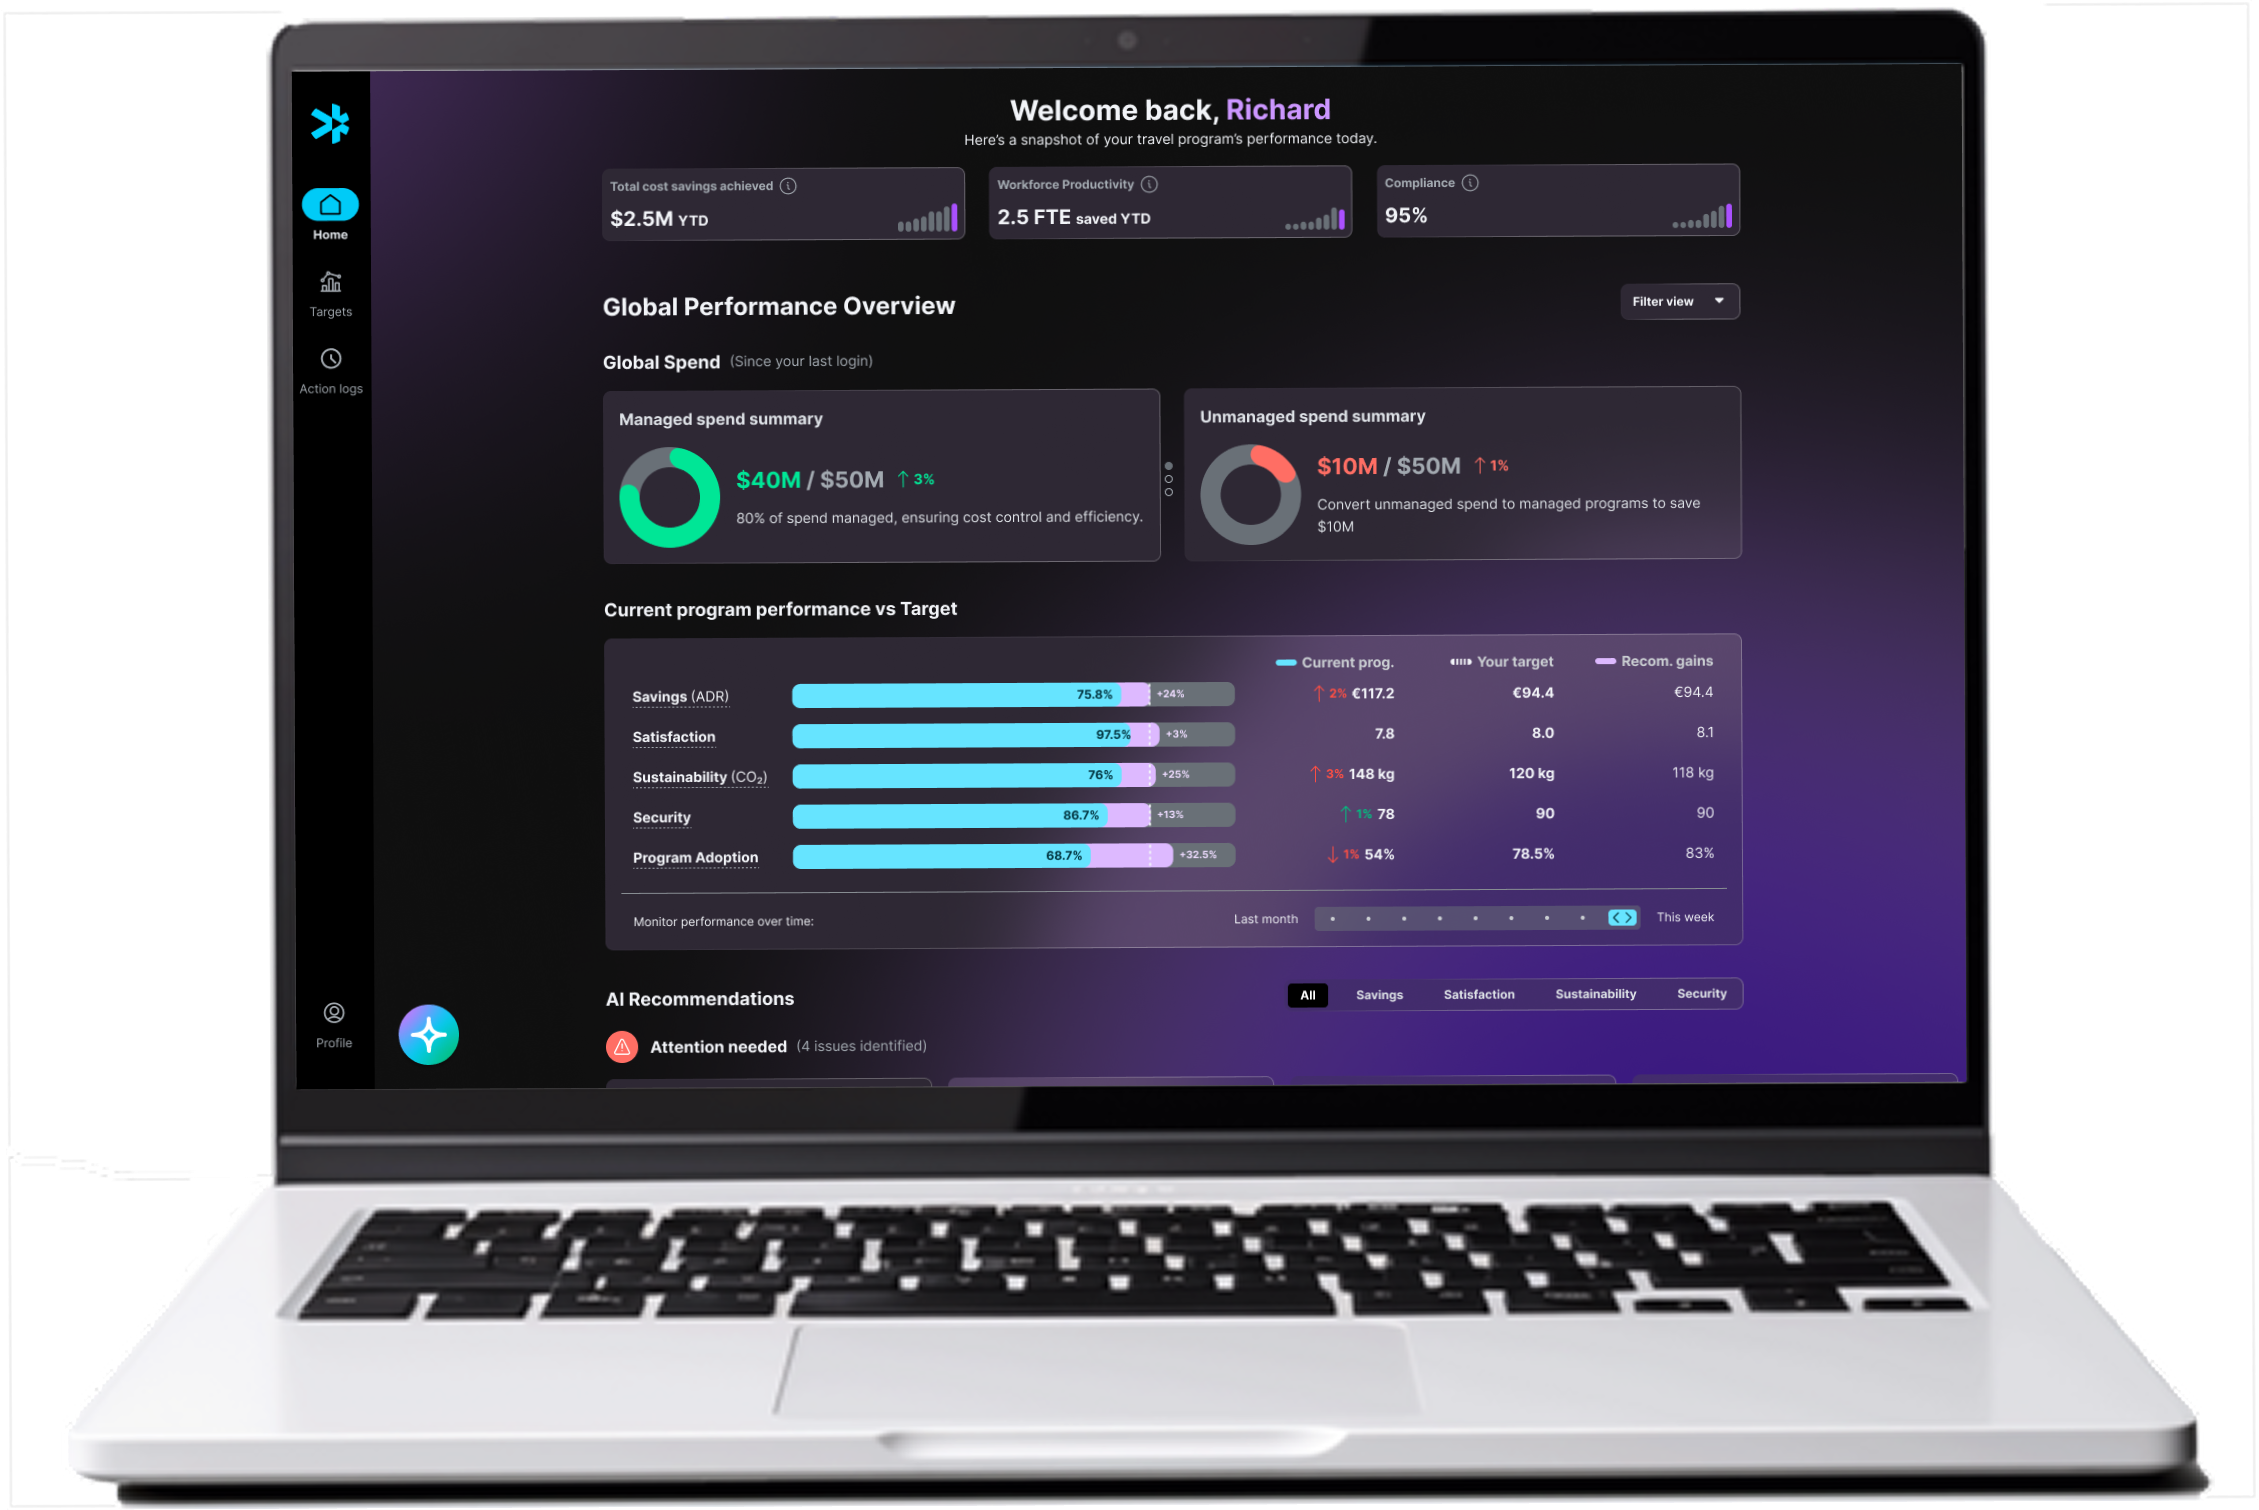 Welcome back, Richard
Here's a snapshot of your travel program's performance today.
Total cost savings achieved
$2.5M YTD
Workforce Productivity
2.5 FTE saved YTD
Compliance
95%
Home
Targets
Action logs
Profile
Global Performance Overview
Filter view
Global Spend (Since your last login)
Managed spend summary
$40M / $50M ↑ 3%
80% of spend managed, ensuring cost control and efficiency.
Unmanaged spend summary
$10M / $50M ↑ 1%
Convert unmanaged spend to managed programs to save
$10M
Current program performance vs Target
Current prog. Your target Recom. gains
Savings (ADR) 75.8% +24% ↑ 2% €117.2 €94.4 €94.4
Satisfaction 97.5% +3% 7.8 8.0 8.1
Sustainability (CO₂) 76% +25% ↑ 3% 148 kg 120 kg 118 kg
Security 86.7% +13% ↑ 1% 78 90 90
Program Adoption 68.7% +32.5% ↓ 1% 54% 78.5% 83%
Monitor performance over time: Last month This week
AI Recommendations
All Savings Satisfaction Sustainability Security
Attention needed (4 issues identified)